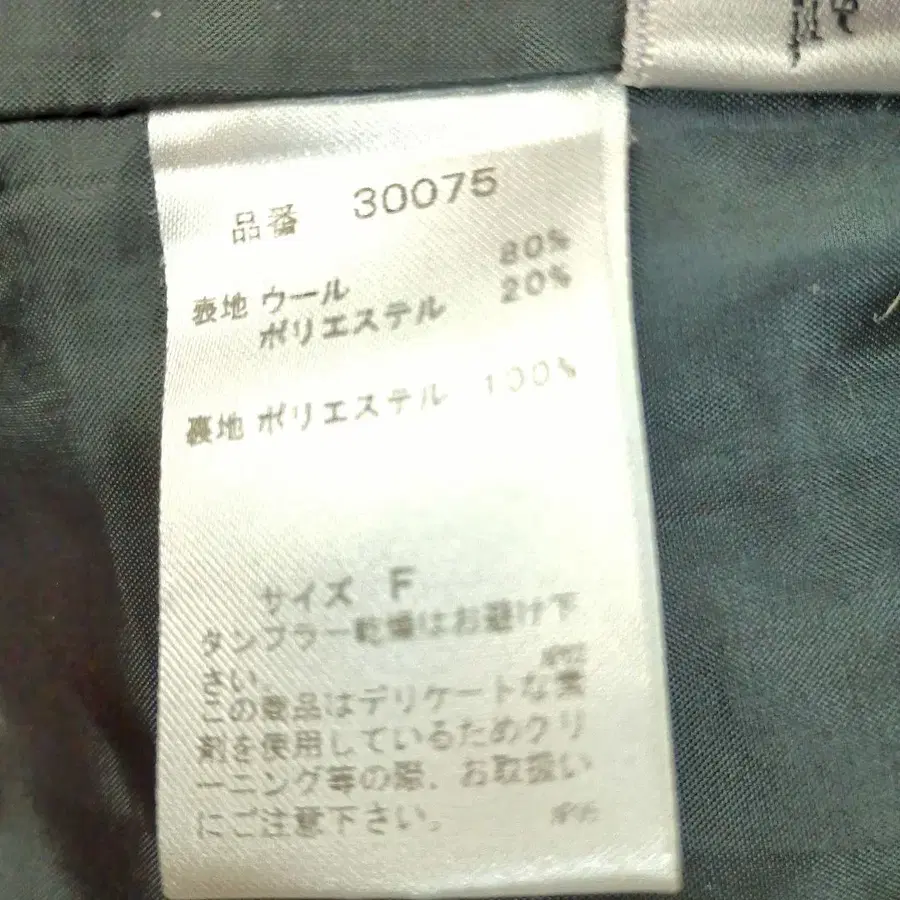 品番 30075
表地 ウール 80%
ポリエステル 20%
裏地 ポリエステル 100%
サイズ F
タンブラー乾燥はお避け下
さい。
この商品はデリケートな素
剤を使用しているためクリ
ーニング等の際、お取扱い
にご注意下さい。